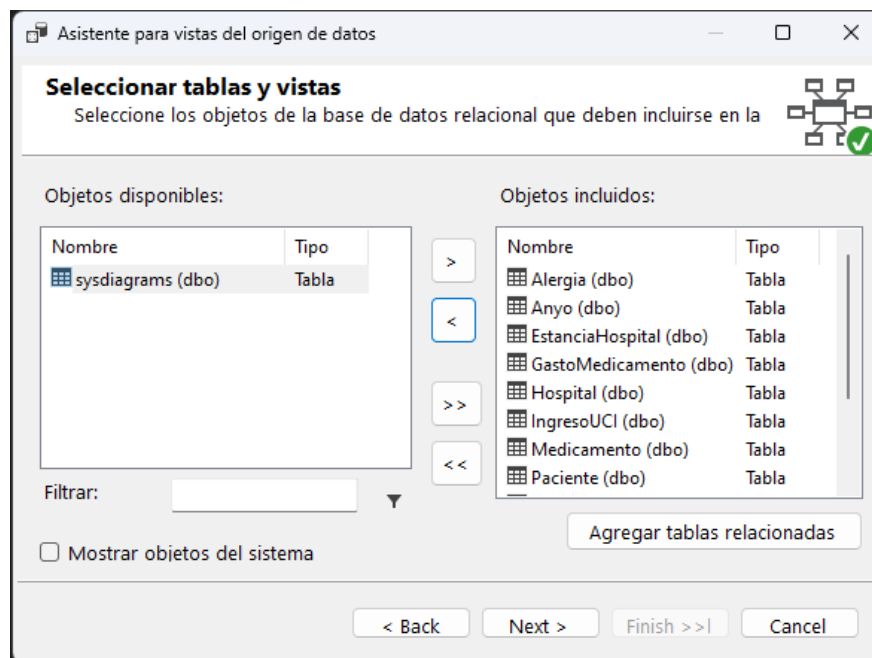 Asistente para vistas del origen de datos
Seleccionar tablas y vistas
Seleccione los objetos de la base de datos relacional que deben incluirse en la
Objetos disponibles:
Nombre Tipo
sysdiagrams (dbo) Tabla
Filtrar:
Mostrar objetos del sistema
>
<
>>
<<
Objetos incluidos:
Nombre Tipo
Alergia (dbo) Tabla
Anyo (dbo) Tabla
EstanciaHospital (dbo) Tabla
GastoMedicamento (dbo) Tabla
Hospital (dbo) Tabla
IngresoUCI (dbo) Tabla
Medicamento (dbo) Tabla
Paciente (dbo) Tabla
Agregar tablas relacionadas
< Back Next > Finish >>| Cancel